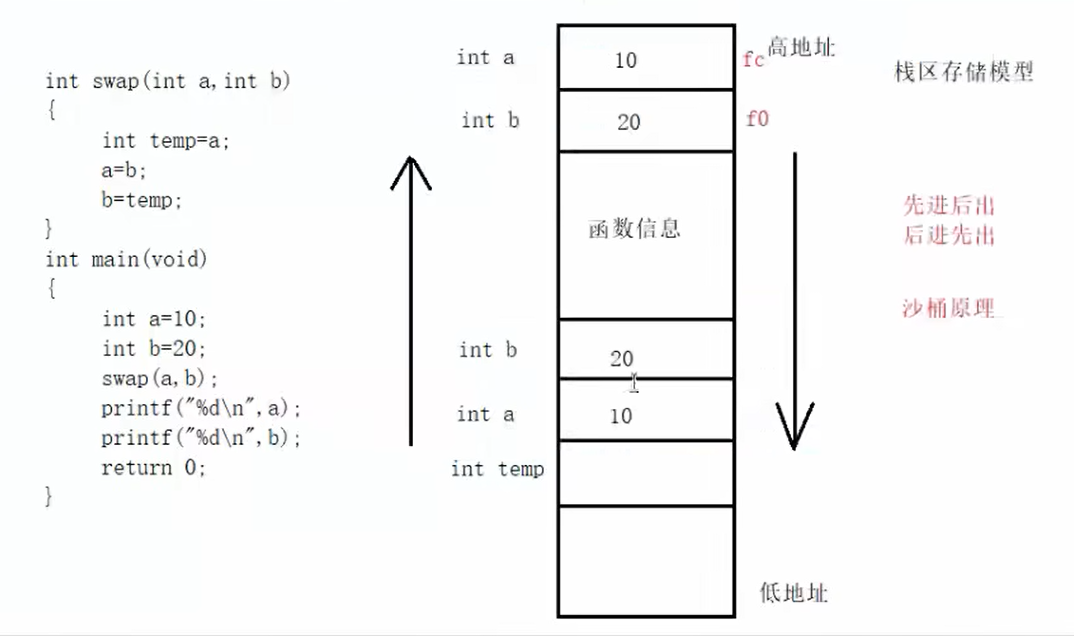 int swap(int a,int b)
{
int temp=a;
a=b;
b=temp;
}
int main(void)
{
int a=10;
int b=20;
swap(a,b);
printf("%d\n",a);
printf("%d\n",b);
return 0;
}
int a
10
fc
高地址
int b
20
f0
函数信息
int b
20
int a
10
int temp
低地址
栈区存储模型
先进后出
后进先出
沙桶原理